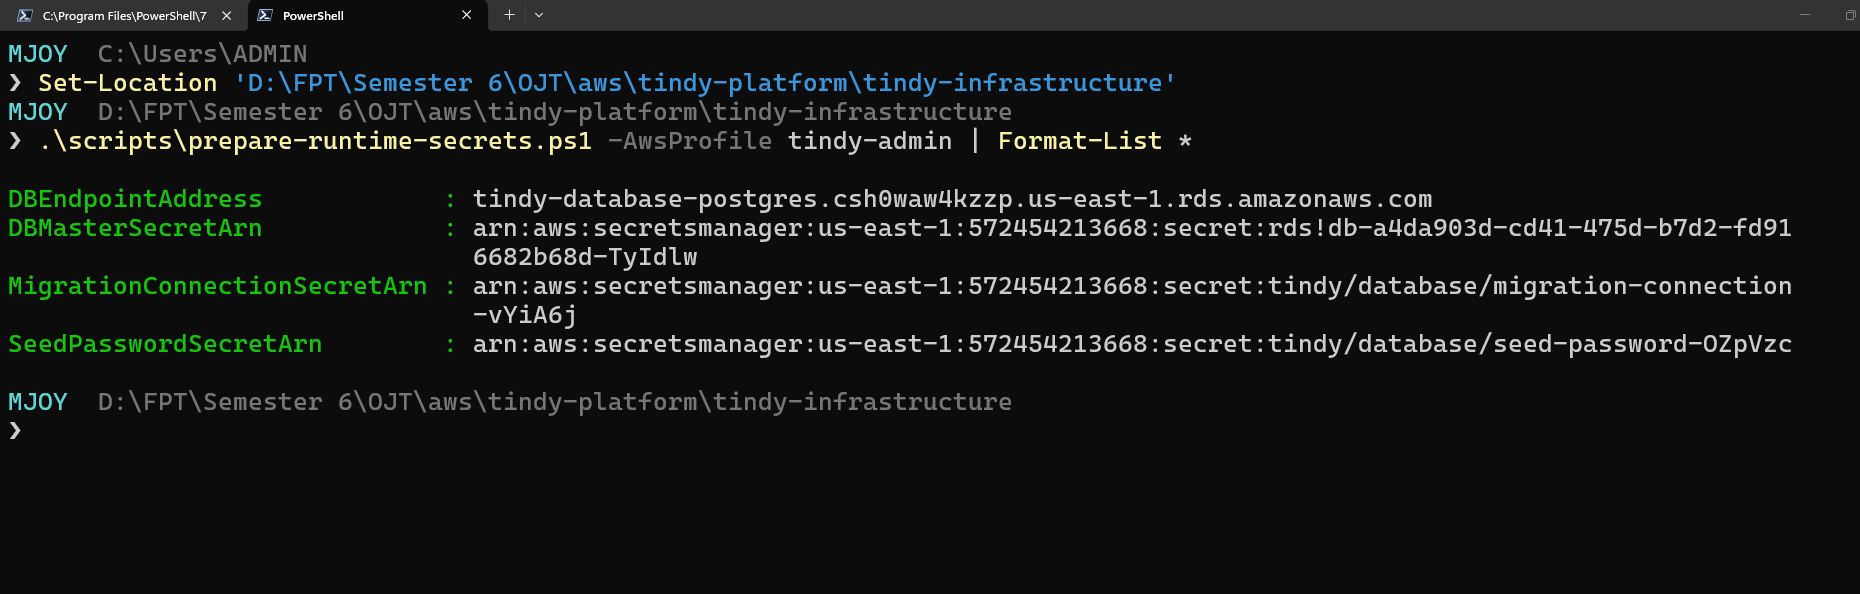 C:\Program Files\PowerShell\7
PowerShell
MJOY C:\Users\ADMIN
❯ Set-Location 'D:\FPT\Semester 6\OJT\aws\tindy-platform\tindy-infrastructure'
MJOY D:\FPT\Semester 6\OJT\aws\tindy-platform\tindy-infrastructure
❯ .\scripts\prepare-runtime-secrets.ps1 -AwsProfile tindy-admin | Format-List *
DBEndpointAddress : tindy-database-postgres.csh0waw4kzzp.us-east-1.rds.amazonaws.com
DBMasterSecretArn : arn:aws:secretsmanager:us-east-1:572454213668:secret:rds!db-a4da903d-cd41-475d-b7d2-fd91
6682b68d-TyIdlw
MigrationConnectionSecretArn : arn:aws:secretsmanager:us-east-1:572454213668:secret:tindy/database/migration-connection
-vYiA6j
SeedPasswordSecretArn : arn:aws:secretsmanager:us-east-1:572454213668:secret:tindy/database/seed-password-OZpVzc
MJOY D:\FPT\Semester 6\OJT\aws\tindy-platform\tindy-infrastructure
❯